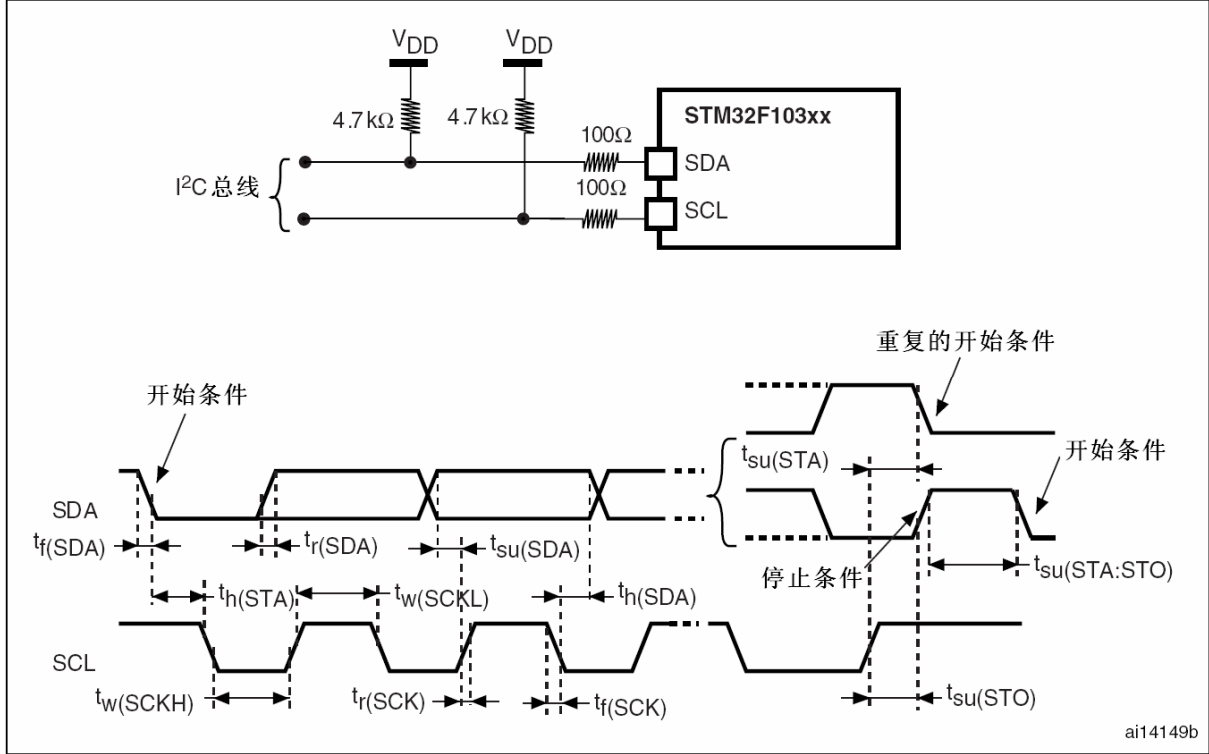 VDD VDD
4.7kΩ 4.7kΩ
STM32F103xx
100Ω
SDA
I²C总线
100Ω
SCL
重复的开始条件
开始条件
tsu(STA)
开始条件
SDA
tf(SDA)
tr(SDA)
tsu(SDA)
停止条件
tsu(STA:STO)
th(STA)
tw(SCKL)
th(SDA)
SCL
tw(SCKH)
tr(SCK)
tf(SCK)
tsu(STO)
ai14149b